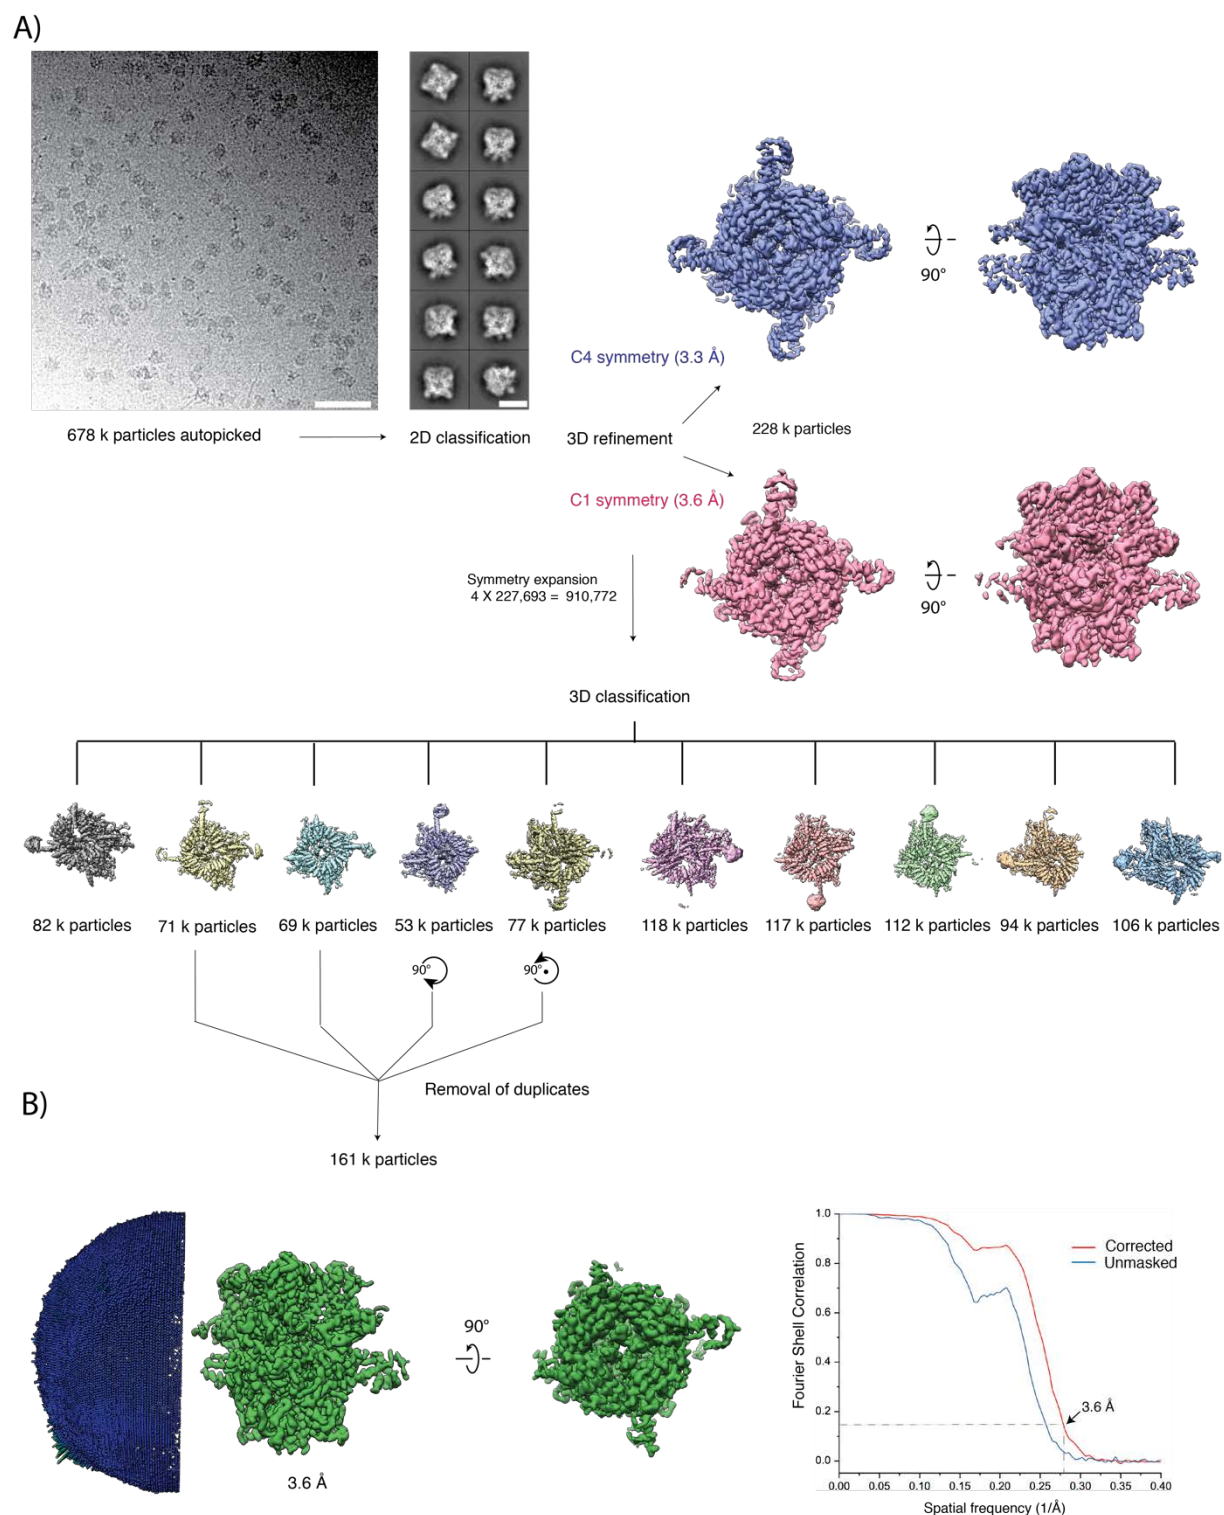 A)
C4 symmetry (3.3 Å)
90°
678 k particles autopicked
2D classification
3D refinement
228 k particles
C1 symmetry (3.6 Å)
Symmetry expansion
4 X 227,693 = 910,772
90°
3D classification
82 k particles
71 k particles
69 k particles
53 k particles
77 k particles
118 k particles
117 k particles
112 k particles
94 k particles
106 k particles
90°
90°
Removal of duplicates
B)
161 k particles
3.6 Å
90°
Fourier Shell Correlation
1.0
0.8
0.6
0.4
0.2
0.0
Corrected
Unmasked
3.6 Å
0.00
0.05
0.10
0.15
0.20
0.25
0.30
0.35
0.40
Spatial frequency (1/Å)